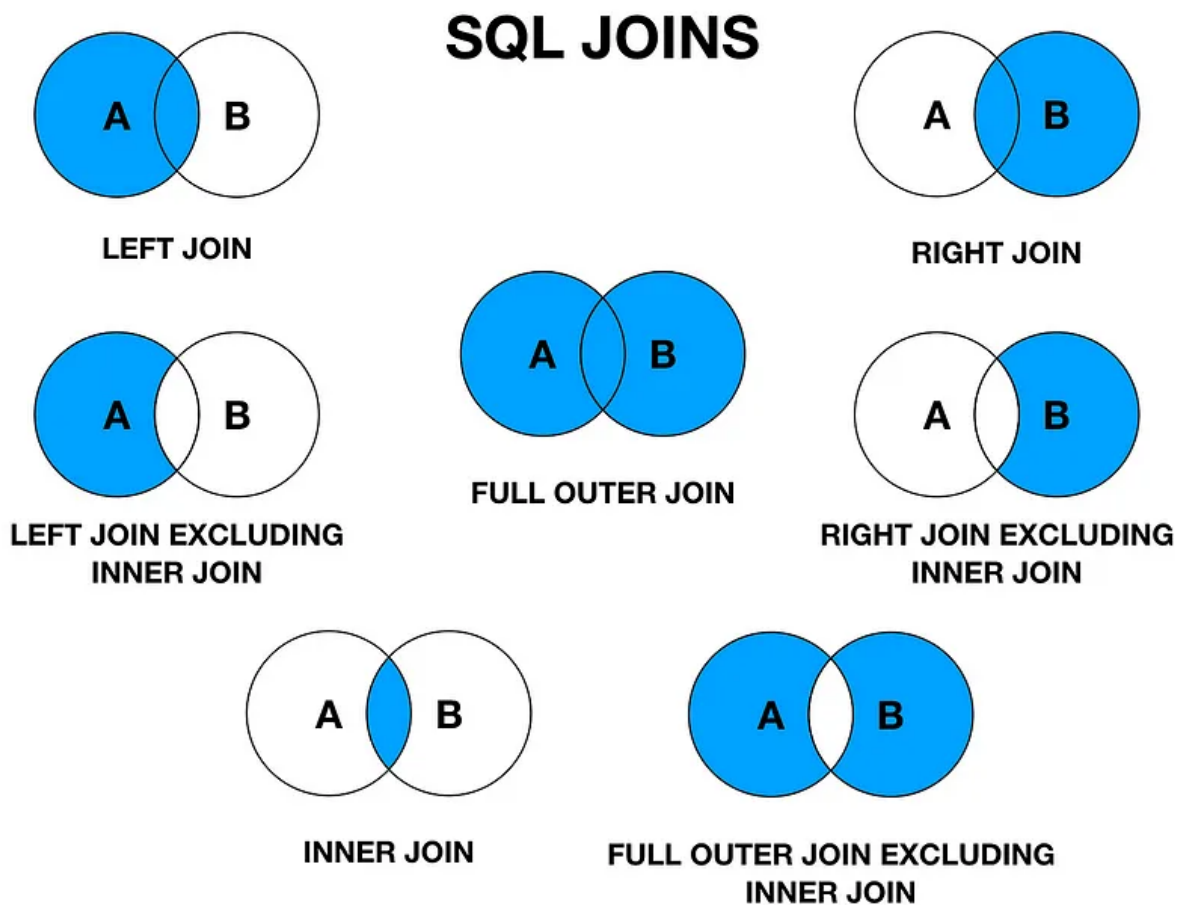 SQL JOINS
A B
LEFT JOIN
A B
RIGHT JOIN
A B
FULL OUTER JOIN
A B
LEFT JOIN EXCLUDING
INNER JOIN
A B
RIGHT JOIN EXCLUDING
INNER JOIN
A B
INNER JOIN
A B
FULL OUTER JOIN EXCLUDING
INNER JOIN